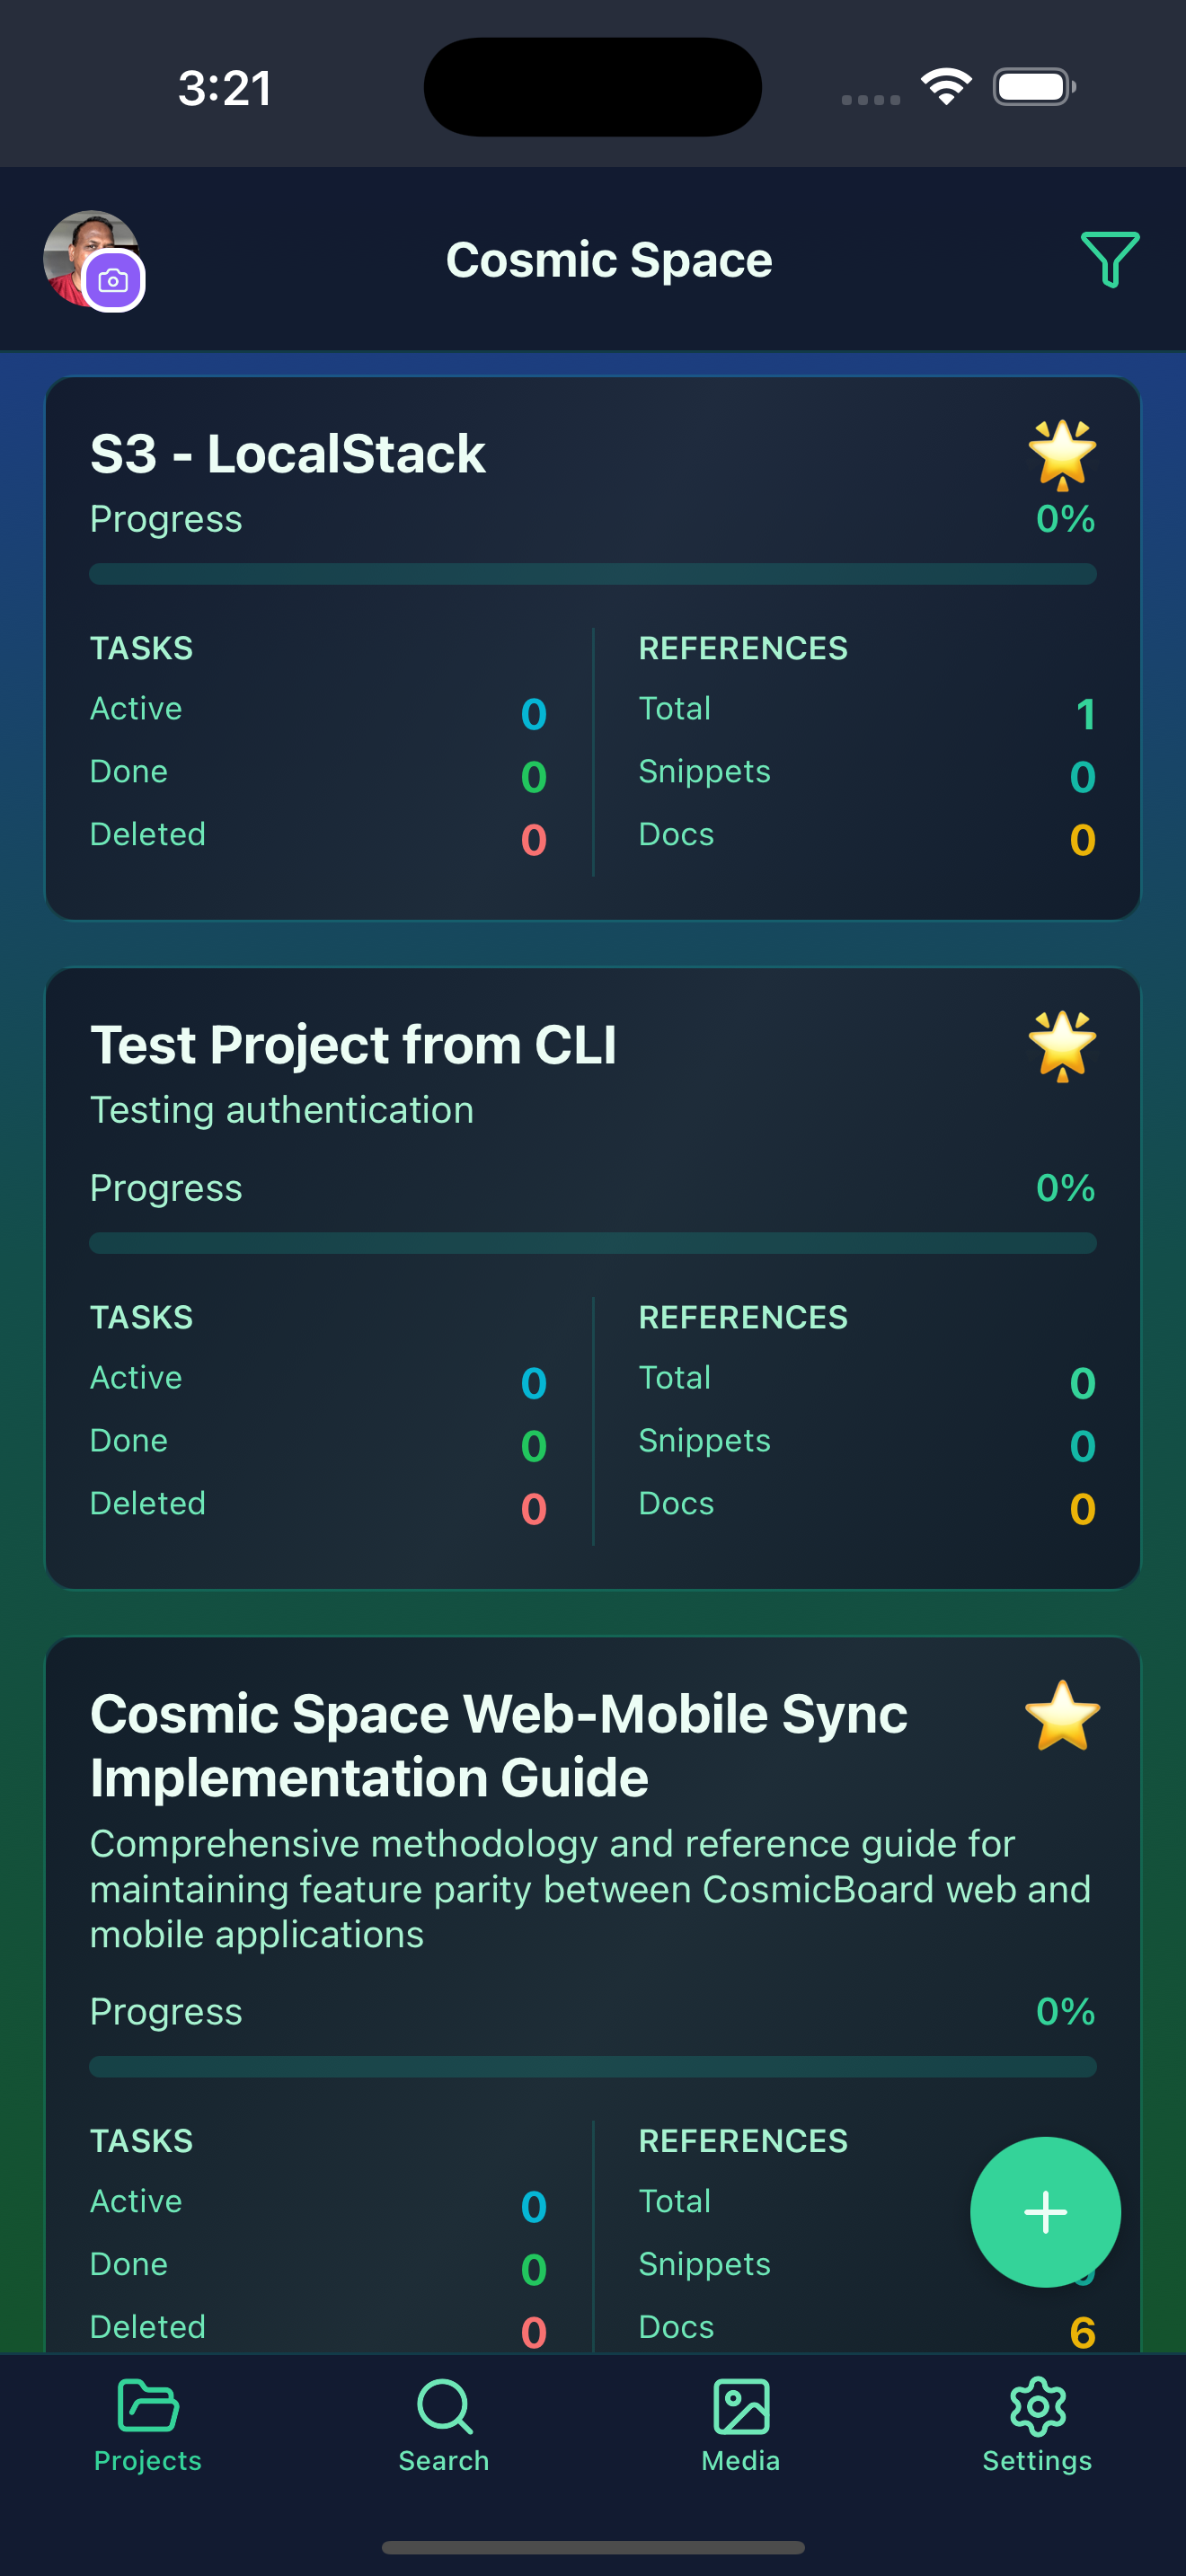 3:21
Cosmic Space
S3 - LocalStack
Progress 0%
TASKS REFERENCES
Active 0 Total 1
Done 0 Snippets 0
Deleted 0 Docs 0
Test Project from CLI
Testing authentication
Progress 0%
TASKS REFERENCES
Active 0 Total 0
Done 0 Snippets 0
Deleted 0 Docs 0
Cosmic Space Web-Mobile Sync
Implementation Guide
Comprehensive methodology and reference guide for
maintaining feature parity between CosmicBoard web and
mobile applications
Progress 0%
TASKS REFERENCES
Active 0 Total
Done 0 Snippets
Deleted 0 Docs 6
Projects Search Media Settings